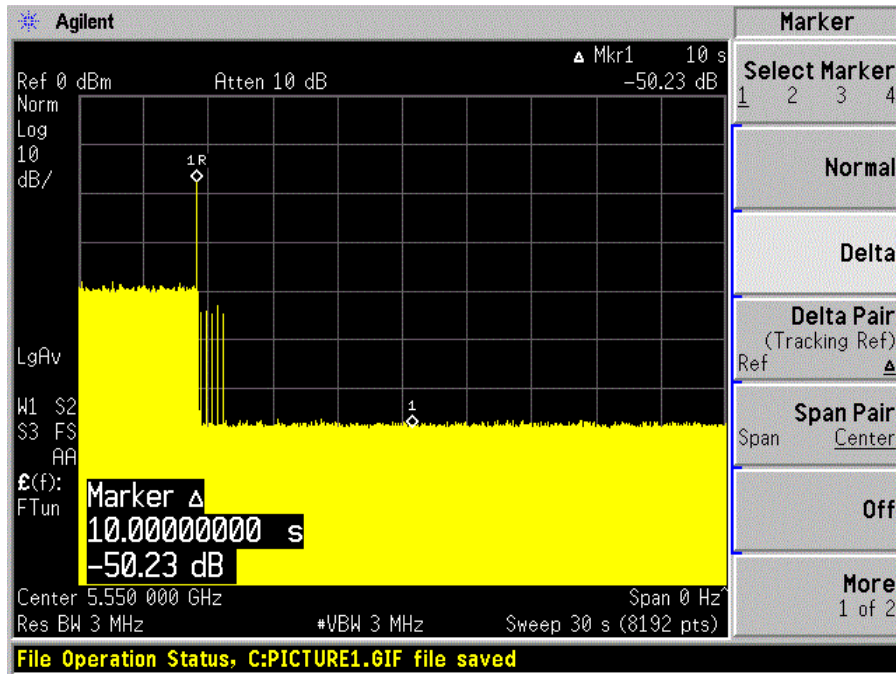 Agilent
Marker
Δ Mkr1 10 s
Ref 0 dBm Atten 10 dB -50.23 dB
Norm
Log
10
dB/
1R
LgAv
1
W1 S2
S3 FS
AA
£(f):
FTun
Marker Δ
10.00000000 s
-50.23 dB
Center 5.550 000 GHz Span 0 Hz^
Res BW 3 MHz #VBW 3 MHz Sweep 30 s (8192 pts)
File Operation Status, C:PICTURE1.GIF file saved
Select Marker
1 2 3 4
Normal
Delta
Delta Pair
(Tracking Ref)
Ref Δ
Span Pair
Span Center
Off
More
1 of 2